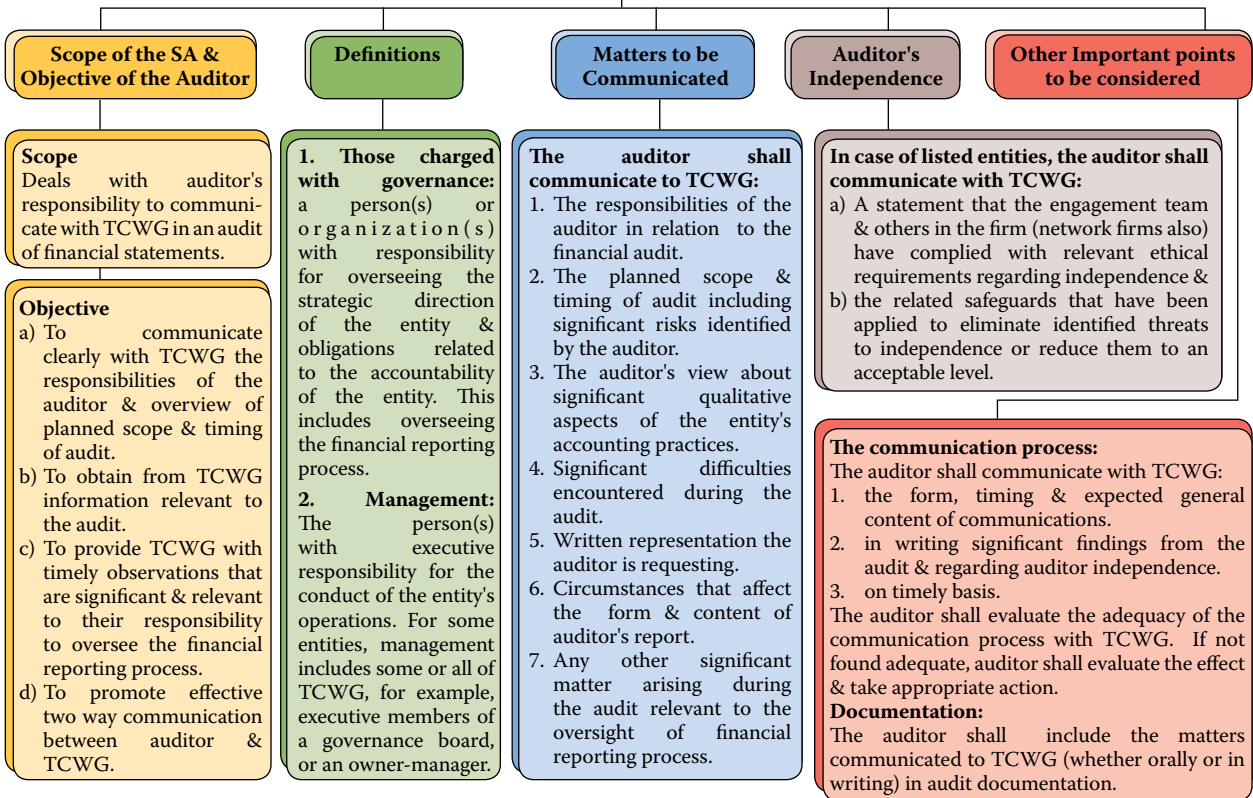 Scope of the SA &
Objective of the Auditor
Definitions
Matters to be
Communicated
Auditor's
Independence
Other Important points
to be considered
Scope
Deals with auditor's
responsibility to communi-
cate with TCWG in an audit
of financial statements.
Objective
a) To communicate
clearly with TCWG the
responsibilities of the
auditor & overview of
planned scope & timing
of audit.
b) To obtain from TCWG
information relevant to
the audit.
c) To provide TCWG with
timely observations that
are significant & relevant
to their responsibility
to oversee the financial
reporting process.
d) To promote effective
two way communication
between auditor &
TCWG.
1. Those charged
with governance:
a person(s) or
organization(s)
with responsibility
for overseeing the
strategic direction
of the entity &
obligations related
to the accountability
of the entity. This
includes overseeing
the financial reporting
process.
2. Management:
The person(s)
with executive
responsibility for the
conduct of the entity's
operations. For some
entities, management
includes some or all of
TCWG, for example,
executive members of
a governance board,
or an owner-manager.
The auditor shall
communicate to TCWG:
1. The responsibilities of the
auditor in relation to the
financial audit.
2. The planned scope &
timing of audit including
significant risks identified
by the auditor.
3. The auditor's view about
significant qualitative
aspects of the entity's
accounting practices.
4. Significant difficulties
encountered during the
audit.
5. Written representation the
auditor is requesting.
6. Circumstances that affect
the form & content of
auditor's report.
7. Any other significant
matter arising during
the audit relevant to the
oversight of financial
reporting process.
In case of listed entities, the auditor shall
communicate with TCWG:
a) A statement that the engagement team
& others in the firm (network firms also)
have complied with relevant ethical
requirements regarding independence &
b) the related safeguards that have been
applied to eliminate identified threats
to independence or reduce them to an
acceptable level.
The communication process:
The auditor shall communicate with TCWG:
1. the form, timing & expected general
content of communications.
2. in writing significant findings from the
audit & regarding auditor independence.
3. on timely basis.
The auditor shall evaluate the adequacy of the
communication process with TCWG. If not
found adequate, auditor shall evaluate the effect
& take appropriate action.
Documentation:
The auditor shall include the matters
communicated to TCWG (whether orally or in
writing) in audit documentation.